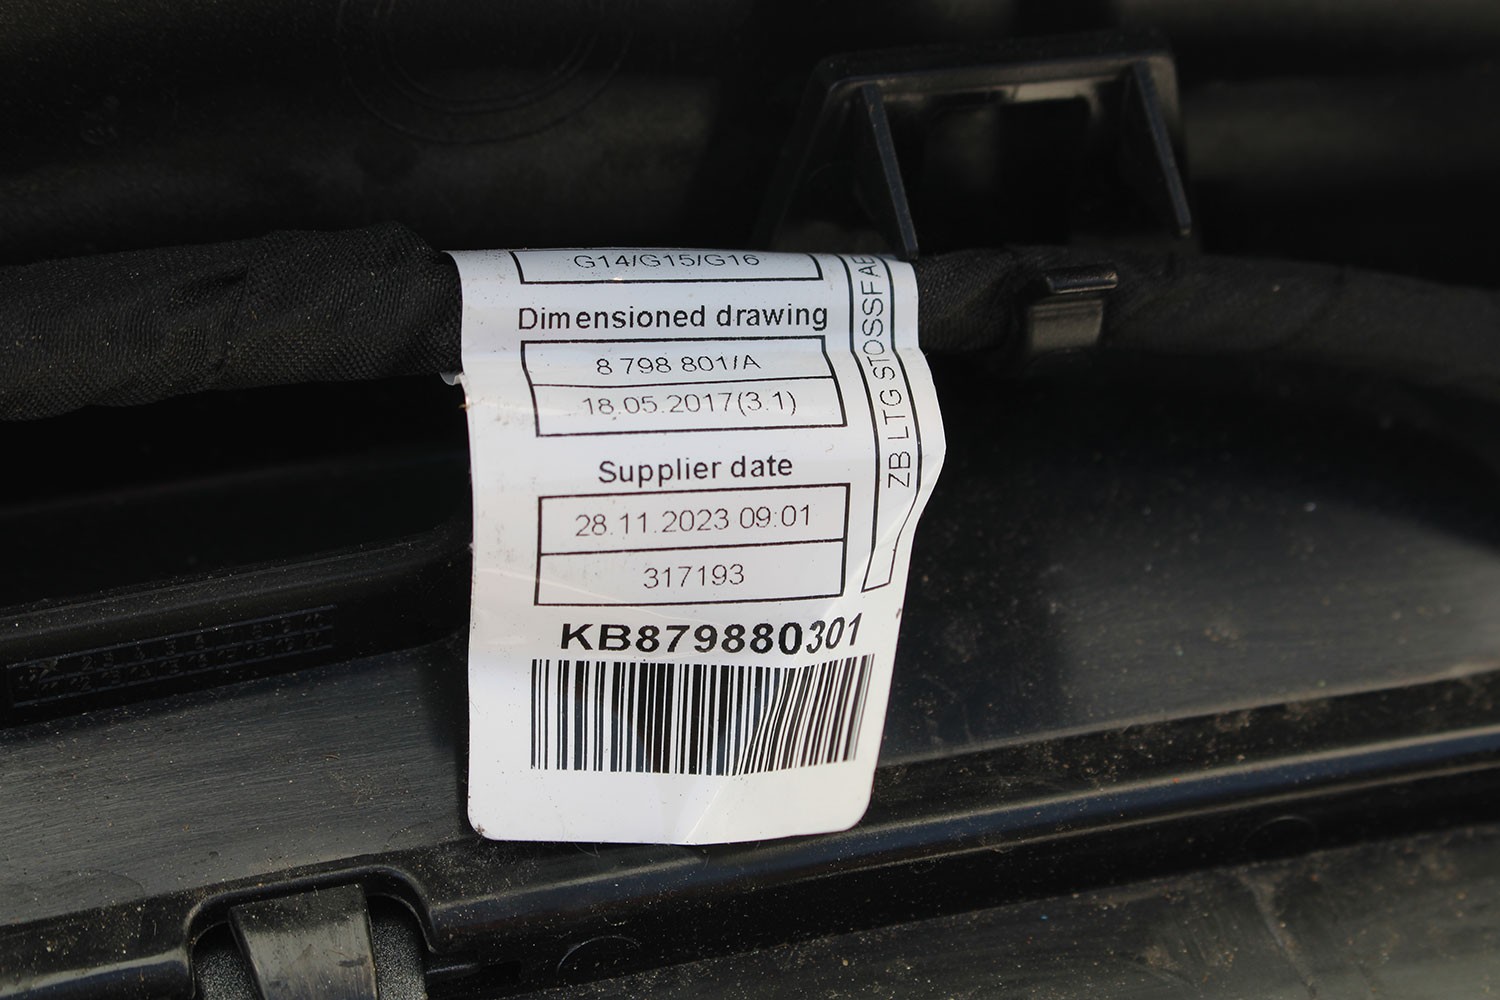 G14/G15/G16
Dimensioned drawing
8 798 801/A
18.05.2017(3.1)
Supplier date
28.11.2023 09:01
317193
KB879880301
ZB LTG STOSSFAE